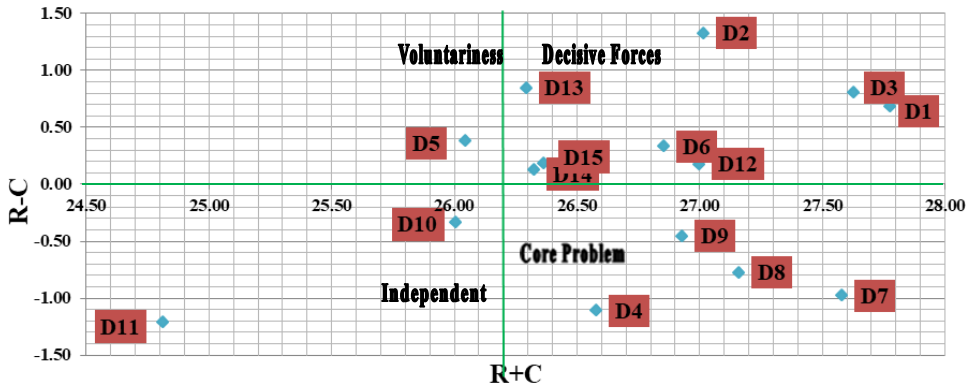 1.50
D2
Voluntariness Decisive Forces
1.00
D13
D3
D1
0.50
D5
D6
D15
D12
D14
0.00
24.50 25.00 25.50 26.00 26.50 27.00 27.50 28.00
R-C
D10
D9
-0.50
Core Problem
D8
Independent
D7
-1.00
D4
D11
-1.50
R+C